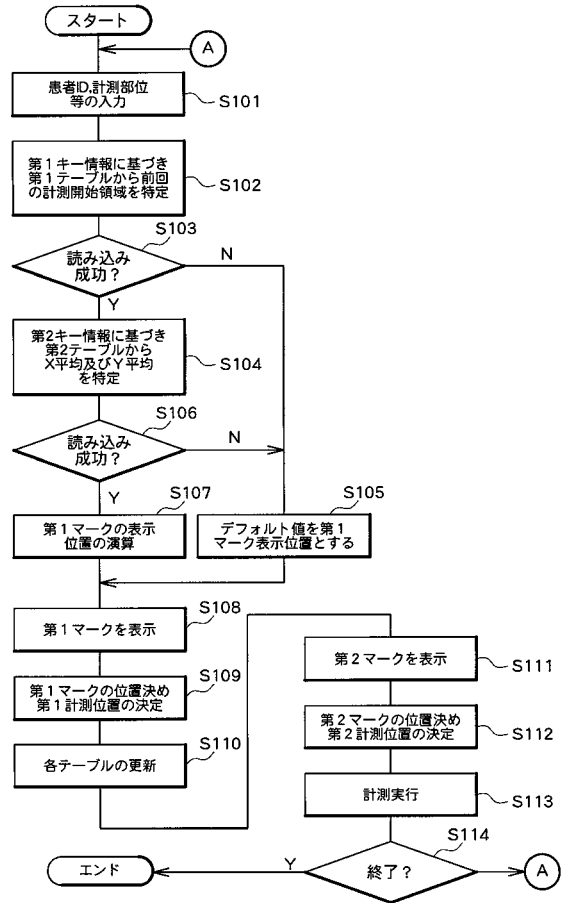 スタート
A
患者ID,計測部位
等の入力
S101
第1キー情報に基づき
第1テーブルから前回
の計測開始領域を特定
S102
S103
読み込み
成功?
N
Y
第2キー情報に基づき
第2テーブルから
X平均及びY平均
を特定
S104
S106
読み込み
成功?
N
Y
S107
第1マークの表示
位置の演算
S105
デフォルト値を第1
マーク表示位置とする
S108
第1マークを表示
S109
第1マークの位置決め
第1計測位置の決定
S110
各テーブルの更新
第2マークを表示
S111
第2マークの位置決め
第2計測位置の決定
S112
計測実行
S113
S114
終了?
Y
エンド
A